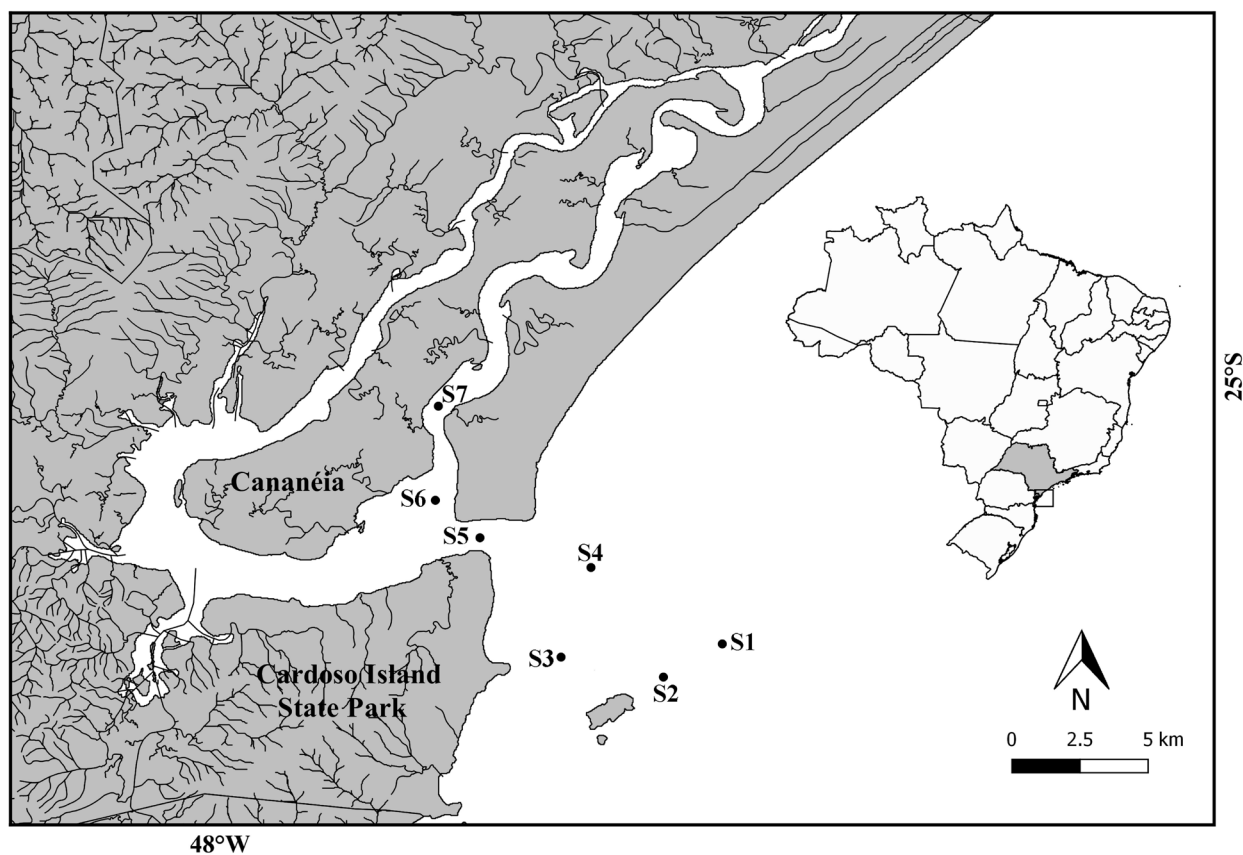 25°S
S7
Cananéia
S6
S5
S4
S1
S3
Cardoso Island
State Park
S2
N
0 2.5 5 km
48°W